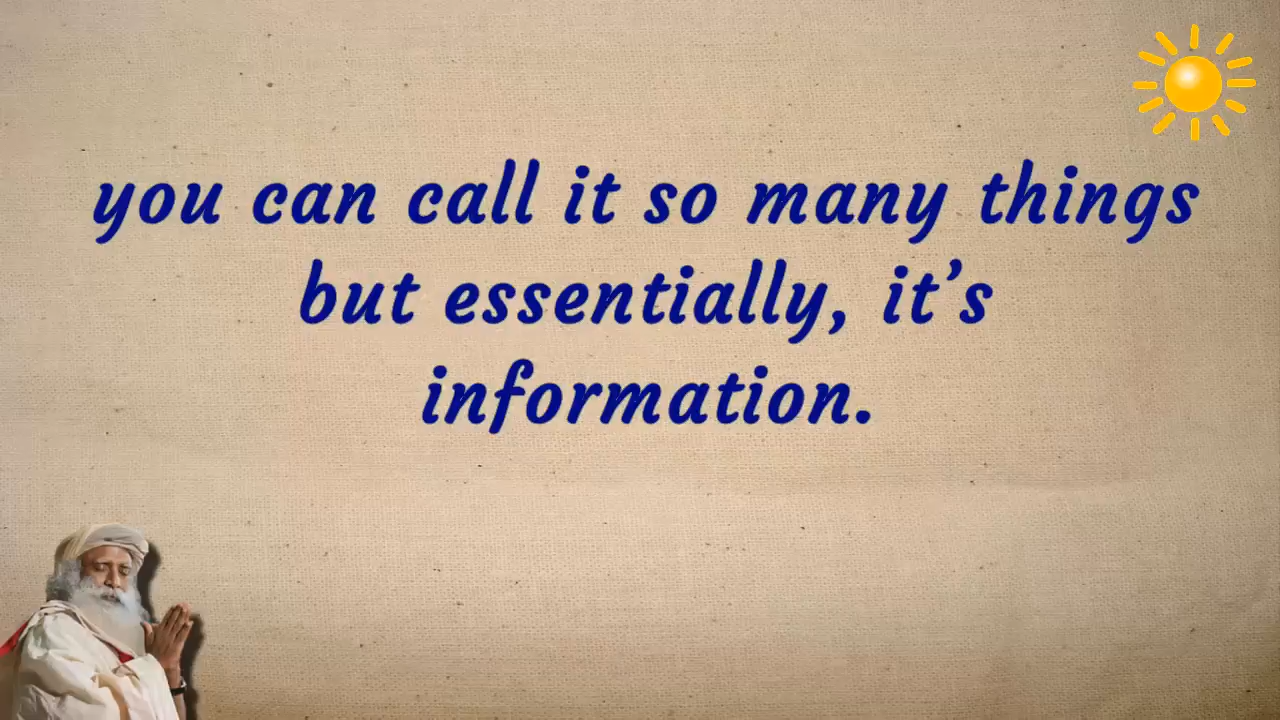 you can call it so many things
but essentially, it’s
information.